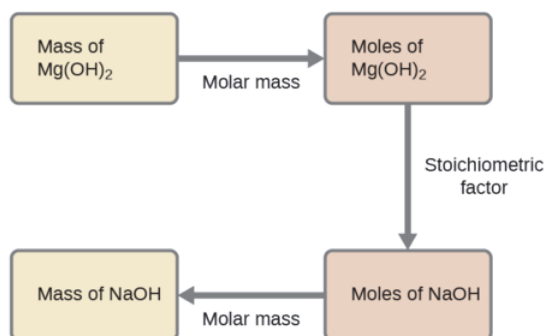 Mass of
Mg(OH)₂
Molar mass
Moles of
Mg(OH)₂
Stoichiometric
factor
Mass of NaOH
Molar mass
Moles of NaOH